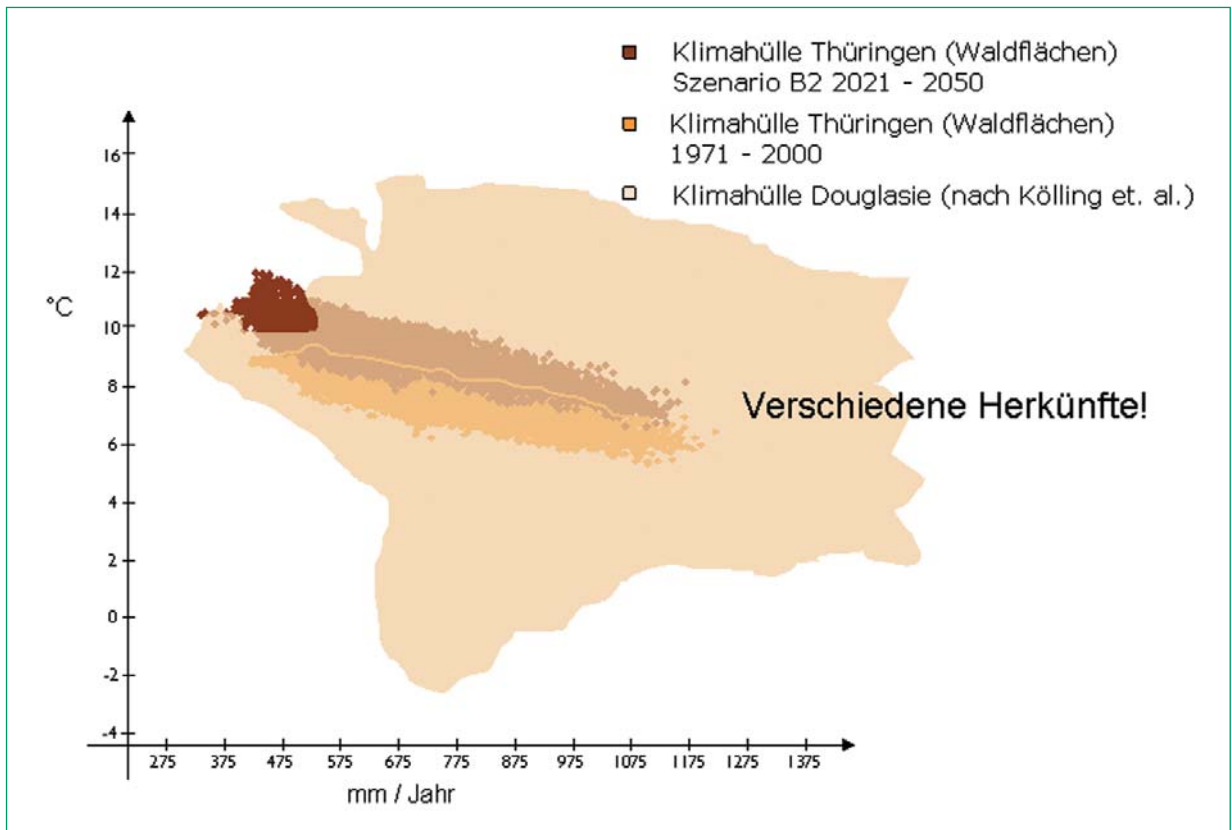 Klimahülle Thüringen (Waldflächen)
Szenario B2 2021 - 2050
Klimahülle Thüringen (Waldflächen)
1971 - 2000
Klimahülle Douglasie (nach Kölling et. al.)
16
14
12
°C
10
8
Verschiedene Herkünfte!
6
4
2
0
-2
-4
275 375 475 575 675 775 875 975 1075 1175 1275 1375
mm / Jahr